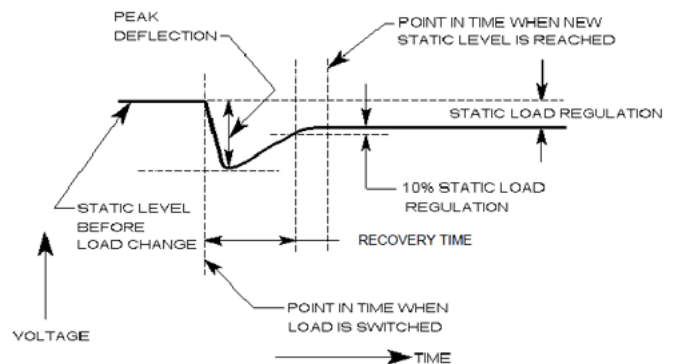 PEAK
DEFLECTION
POINT IN TIME WHEN NEW
STATIC LEVEL IS REACHED
STATIC LOAD REGULATION
10% STATIC LOAD
REGULATION
STATIC LEVEL
BEFORE
LOAD CHANGE
RECOVERY TIME
POINT IN TIME WHEN
LOAD IS SWITCHED
VOLTAGE
TIME